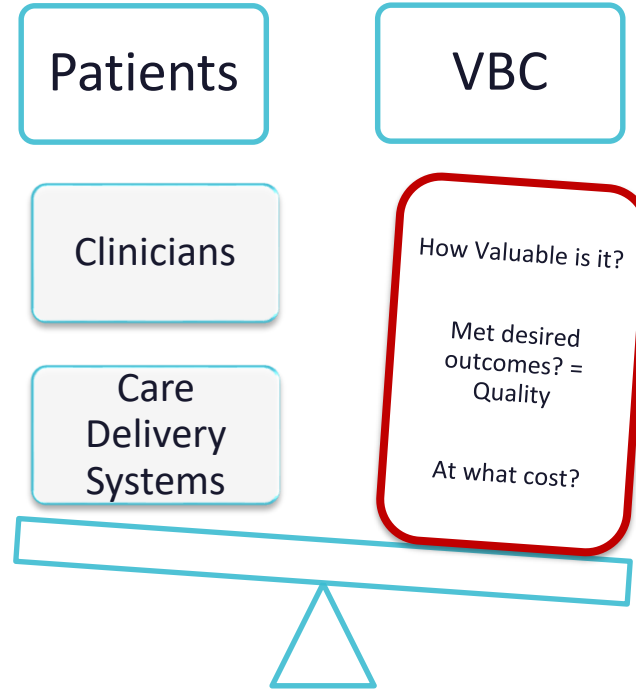 Patients
VBC
Clinicians
Care
Delivery
Systems
How Valuable is it?
Met desired
outcomes? =
Quality
At what cost?